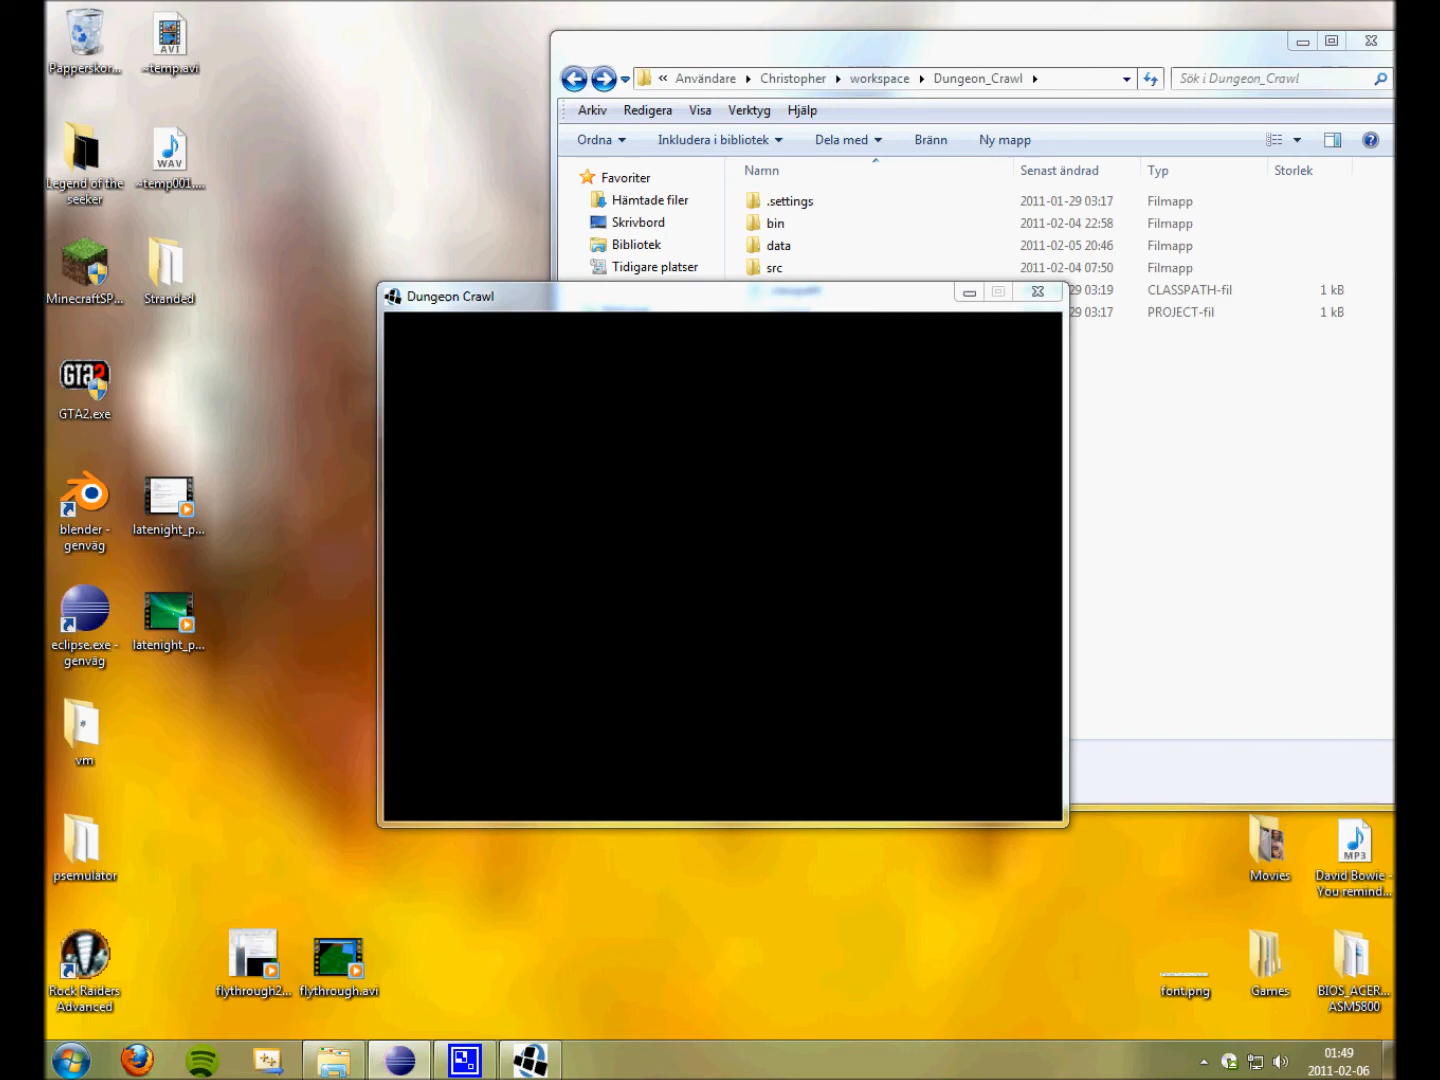 Papperskor...
~temp.avi
AVI
Legend of the
seeker
~temp001....
WAV
MinecraftSP...
Stranded
GTA2
GTA2.exe
blender -
genväg
latenight_p...
eclipse.exe -
genväg
latenight_p...
vm
psemulator
Rock Raiders
Advanced
flythrough2...
flythrough.avi
« Användare Christopher workspace Dungeon_Crawl
Sök i Dungeon_Crawl
Arkiv Redigera Visa Verktyg Hjälp
Ordna Inkludera i bibliotek Dela med Bränn Ny mapp
Favoriter
Hämtade filer
Skrivbord
Bibliotek
Tidigare platser
Namn Senast ändrad Typ Storlek
.settings 2011-01-29 03:17 Filmapp
bin 2011-02-04 22:58 Filmapp
data 2011-02-05 20:46 Filmapp
src 2011-02-04 07:50 Filmapp
29 03:19 CLASSPATH-fil 1 kB
29 03:17 PROJECT-fil 1 kB
Dungeon Crawl
Movies
MP3
David Bowie -
You remind...
font.png
Games
BIOS_ACER...
ASM5800
01:49
2011-02-06